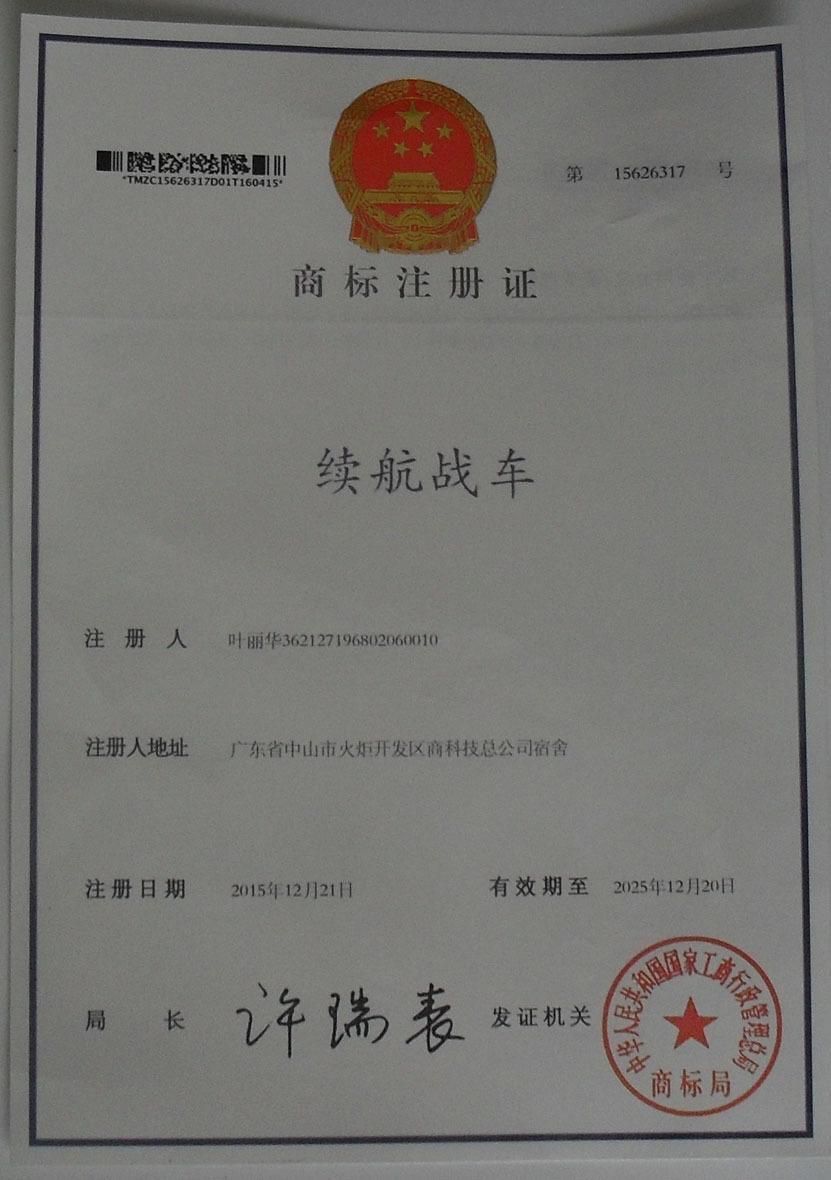 *TMZC15626317D01T160415*
第 15626317 号
商标注册证
续航战车
注册人 叶丽华362127196802060010
注册人地址 广东省中山市火炬开发区商科技总公司宿舍
注册日期 2015年12月21日 有效期至 2025年12月20日
局长 许瑞表 发证机关
中华人民共和国国家工商行政管理总局
商标局